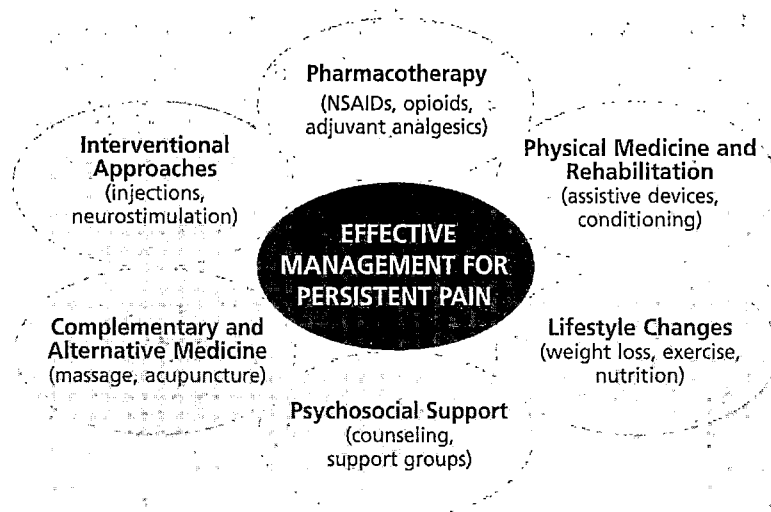 Pharmacotherapy
(NSAIDs, opioids,
adjuvant analgesics)
Interventional
Approaches
(injections,
neurostimulation)
Physical Medicine and
Rehabilitation
(assistive devices,
conditioning)
EFFECTIVE
MANAGEMENT FOR
PERSISTENT PAIN
Complementary and
Alternative Medicine
(massage, acupuncture)
Lifestyle Changes
(weight loss, exercise,
nutrition)
Psychosocial Support
(counseling,
support groups)